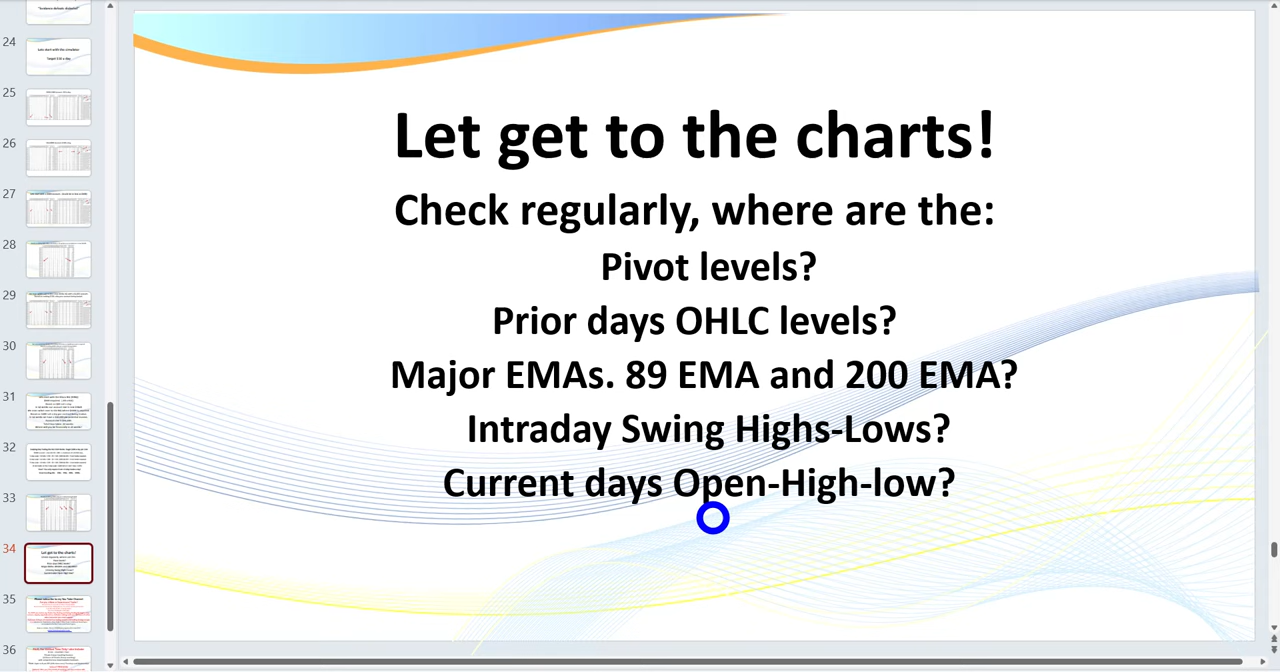 24
25
26
27
28
29
30
31
32
33
34
35
36
Let get to the charts!
Check regularly, where are the:
Pivot levels?
Prior days OHLC levels?
Major EMAs. 89 EMA and 200 EMA?
Intraday Swing Highs-Lows?
Current days Open-High-low?